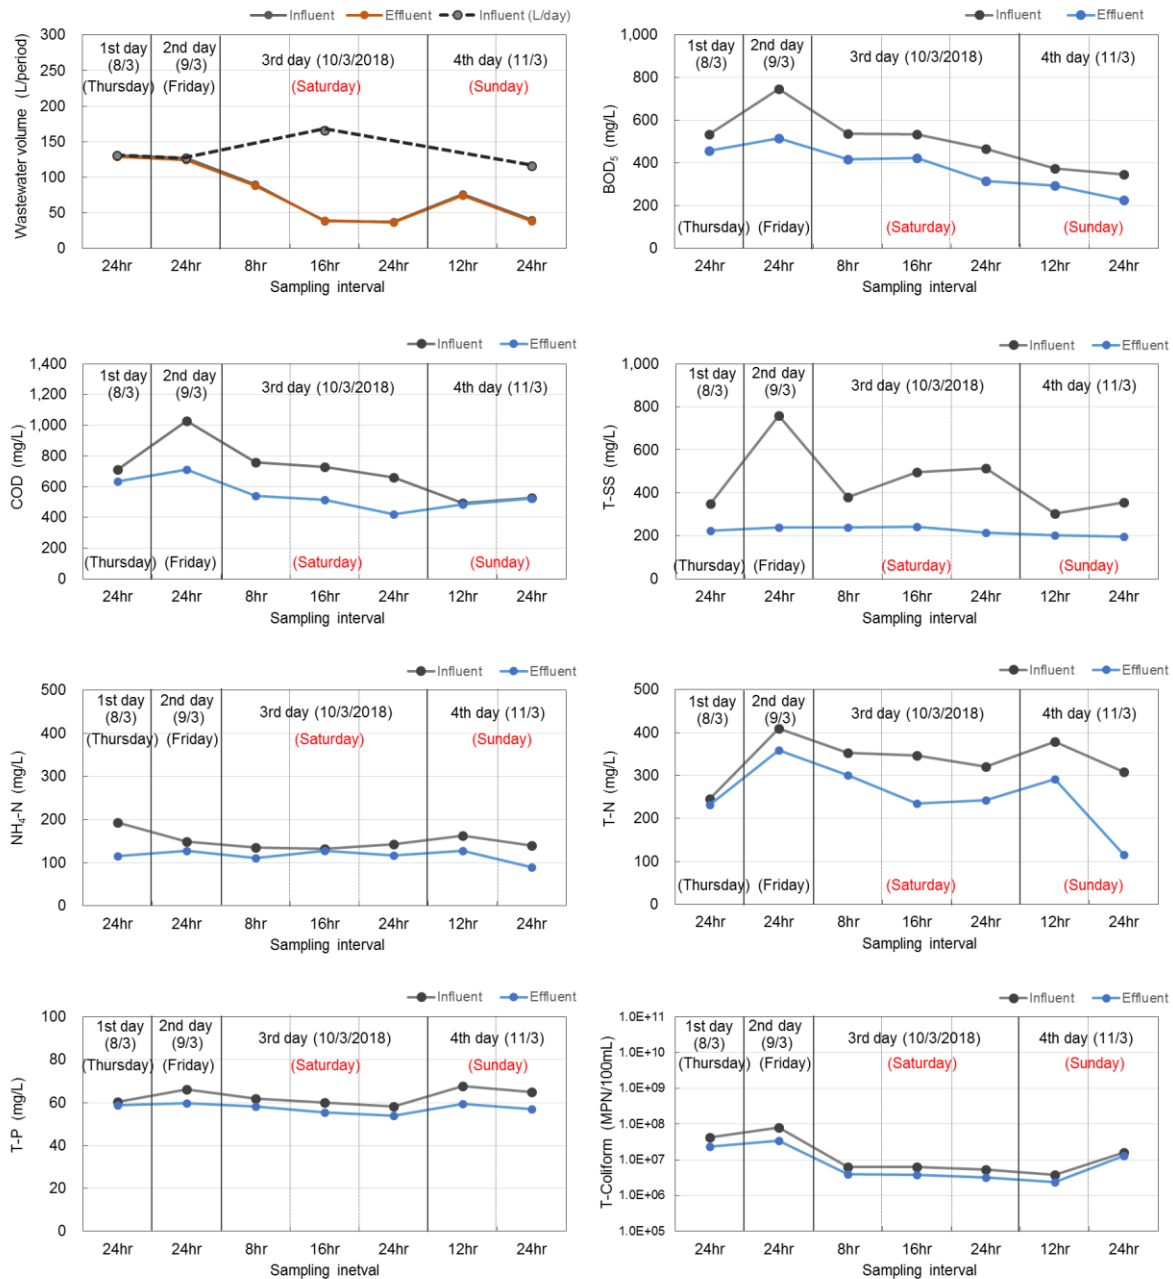 Influent Effluent Influent (L/day)
300
250
200
150
100
50
0
Wastewater volume (L/period)
1st day
(8/3)
(Thursday)
2nd day
(9/3)
(Friday)
3rd day (10/3/2018)
(Saturday)
4th day (11/3)
(Sunday)
24hr 24hr 8hr 16hr 24hr 12hr 24hr
Sampling interval
Influent Effluent
1,000
800
600
400
200
0
BOD₅ (mg/L)
1st day
(8/3)
2nd day
(9/3)
3rd day (10/3/2018)
4th day (11/3)
(Thursday) (Friday) (Saturday) (Sunday)
24hr 24hr 8hr 16hr 24hr 12hr 24hr
Sampling interval
Influent Effluent
1,400
1,200
1,000
800
600
400
200
0
COD (mg/L)
1st day
(8/3)
2nd day
(9/3)
3rd day (10/3/2018)
4th day (11/3)
(Thursday) (Friday) (Saturday) (Sunday)
24hr 24hr 8hr 16hr 24hr 12hr 24hr
Sampling interval
Influent Effluent
1,000
800
600
400
200
0
T-SS (mg/L)
1st day
(8/3)
2nd day
(9/3)
3rd day (10/3/2018)
4th day (11/3)
(Thursday) (Friday) (Saturday) (Sunday)
24hr 24hr 8hr 16hr 24hr 12hr 24hr
Sampling interval
Influent Effluent
500
400
300
200
100
0
NH₄-N (mg/L)
1st day
(8/3)
(Thursday)
2nd day
(9/3)
(Friday)
3rd day (10/3/2018)
(Saturday)
4th day (11/3)
(Sunday)
24hr 24hr 8hr 16hr 24hr 12hr 24hr
Sampling interval
Influent Effluent
500
400
300
200
100
0
T-N (mg/L)
1st day
(8/3)
2nd day
(9/3)
3rd day (10/3/2018)
4th day (11/3)
(Thursday) (Friday) (Saturday) (Sunday)
24hr 24hr 8hr 16hr 24hr 12hr 24hr
Sampling interval
Influent Effluent
100
80
60
40
20
0
T-P (mg/L)
1st day
(8/3)
(Thursday)
2nd day
(9/3)
(Friday)
3rd day (10/3/2018)
(Saturday)
4th day (11/3)
(Sunday)
24hr 24hr 8hr 16hr 24hr 12hr 24hr
Sampling inetval
Influent Effluent
1.0E+11
1.0E+10
1.0E+09
1.0E+08
1.0E+07
1.0E+06
1.0E+05
T-Coliform (MPN/100mL)
1st day
(8/3)
(Thursday)
2nd day
(9/3)
(Friday)
3rd day (10/3/2018)
(Saturday)
4th day (11/3)
(Sunday)
24hr 24hr 8hr 16hr 24hr 12hr 24hr
Sampling interval